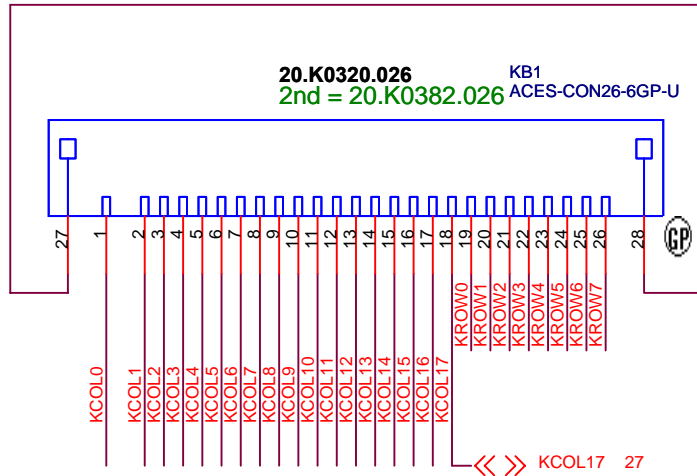 20.K0320.026
KB1
2nd = 20.K0382.026
ACES-CON26-6GP-U
27
1
2
3
4
5
6
7
8
9
10
11
12
13
14
15
16
17
18
19
20
21
22
23
24
25
26
28
GP
KROW0
KROW1
KROW2
KROW3
KROW4
KROW5
KROW6
KROW7
KCOL0
KCOL1
KCOL2
KCOL3
KCOL4
KCOL5
KCOL6
KCOL7
KCOL8
KCOL9
KCOL10
KCOL11
KCOL12
KCOL13
KCOL14
KCOL15
KCOL16
KCOL17
KCOL17 27